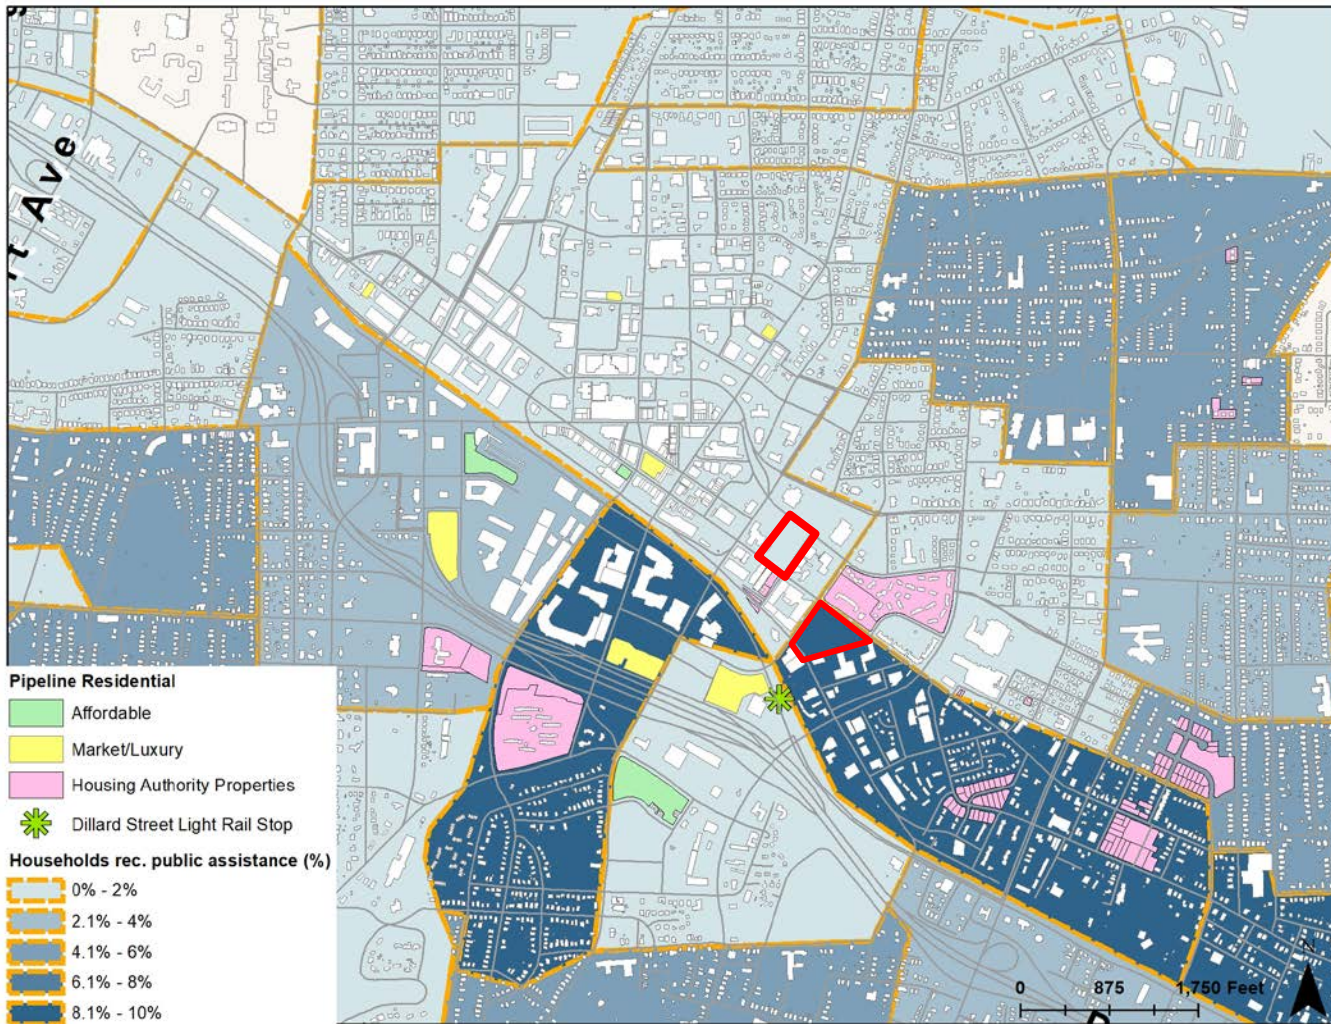 Ave
Pipeline Residential
Affordable
Market/Luxury
Housing Authority Properties
Dillard Street Light Rail Stop
Households rec. public assistance (%)
0% - 2%
2.1% - 4%
4.1% - 6%
6.1% - 8%
8.1% - 10%
N
0 875 1,750 Feet